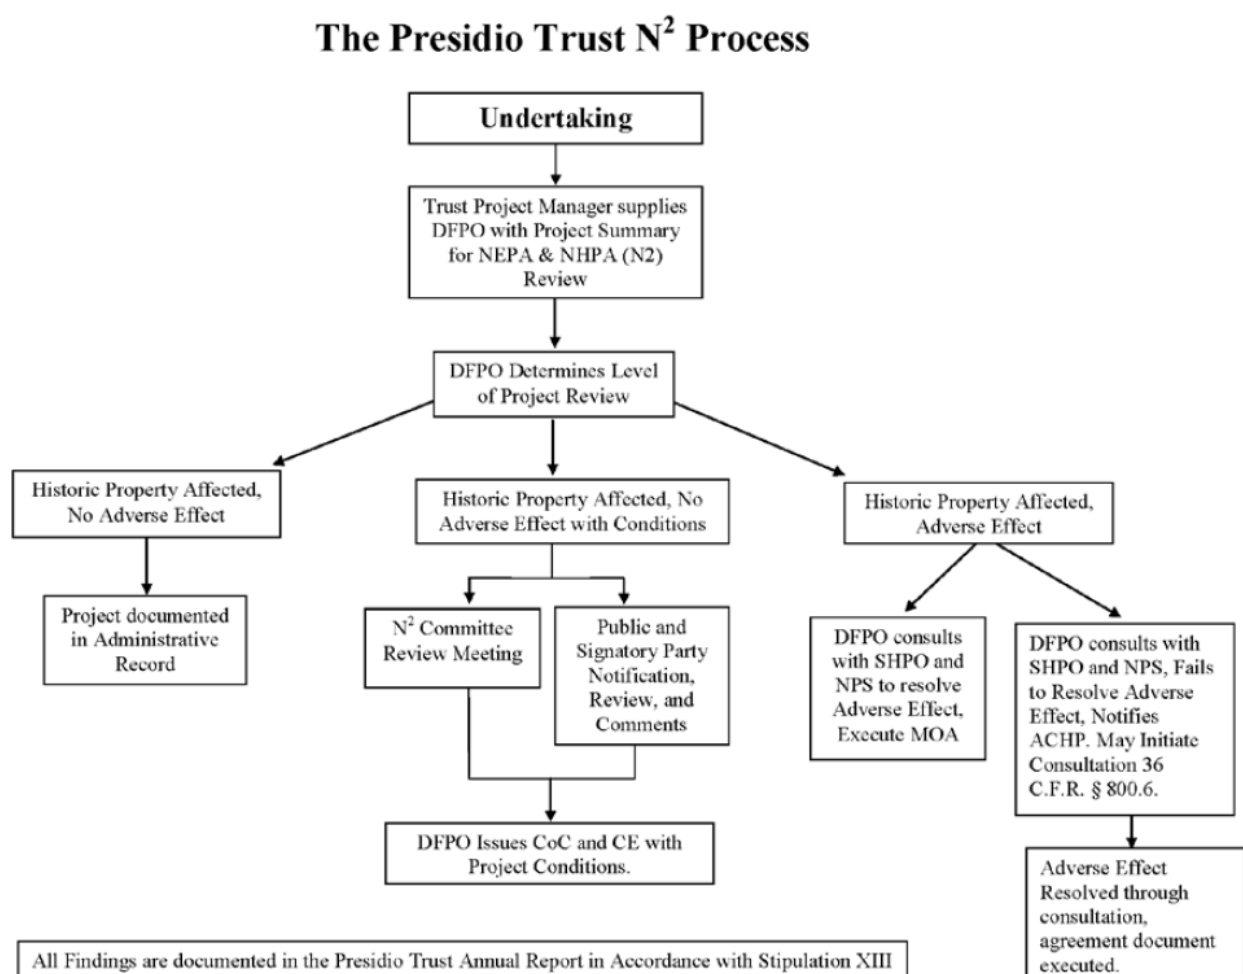 The Presidio Trust N² Process
Undertaking
Trust Project Manager supplies
DFPO with Project Summary
for NEPA & NHPA (N2)
Review
DFPO Determines Level
of Project Review
Historic Property Affected,
No Adverse Effect
Project documented
in Administrative
Record
Historic Property Affected, No
Adverse Effect with Conditions
N² Committee
Review Meeting
Public and
Signatory Party
Notification,
Review, and
Comments
DFPO Issues CoC and CE with
Project Conditions.
Historic Property Affected,
Adverse Effect
DFPO consults
with SHPO and
NPS to resolve
Adverse Effect,
Execute MOA
DFPO consults with
SHPO and NPS, Fails
to Resolve Adverse
Effect, Notifies
ACHP. May Initiate
Consultation 36
C.F.R. § 800.6.
Adverse Effect
Resolved through
consultation,
agreement document
executed.
All Findings are documented in the Presidio Trust Annual Report in Accordance with Stipulation XIII